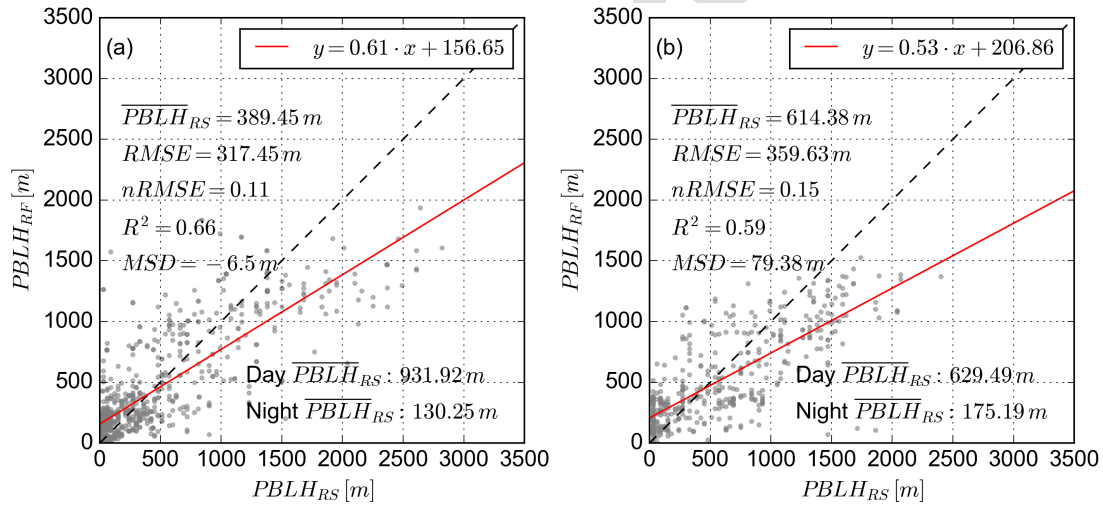 (a)
y = 0.61 · x + 156.65
PBLH_RS = 389.45 m
RMSE = 317.45 m
nRMSE = 0.11
R² = 0.66
MSD = − 6.5 m
Day PBLH_RS : 931.92 m
Night PBLH_RS : 130.25 m
3500
3000
2500
2000
1500
1000
500
0
PBLH_RF [m]
0 500 1000 1500 2000 2500 3000 3500
PBLH_RS [m]
(b)
y = 0.53 · x + 206.86
PBLH_RS = 614.38 m
RMSE = 359.63 m
nRMSE = 0.15
R² = 0.59
MSD = 79.38 m
Day PBLH_RS : 629.49 m
Night PBLH_RS : 175.19 m
3500
3000
2500
2000
1500
1000
500
0
PBLH_RF [m]
0 500 1000 1500 2000 2500 3000 3500
PBLH_RS [m]